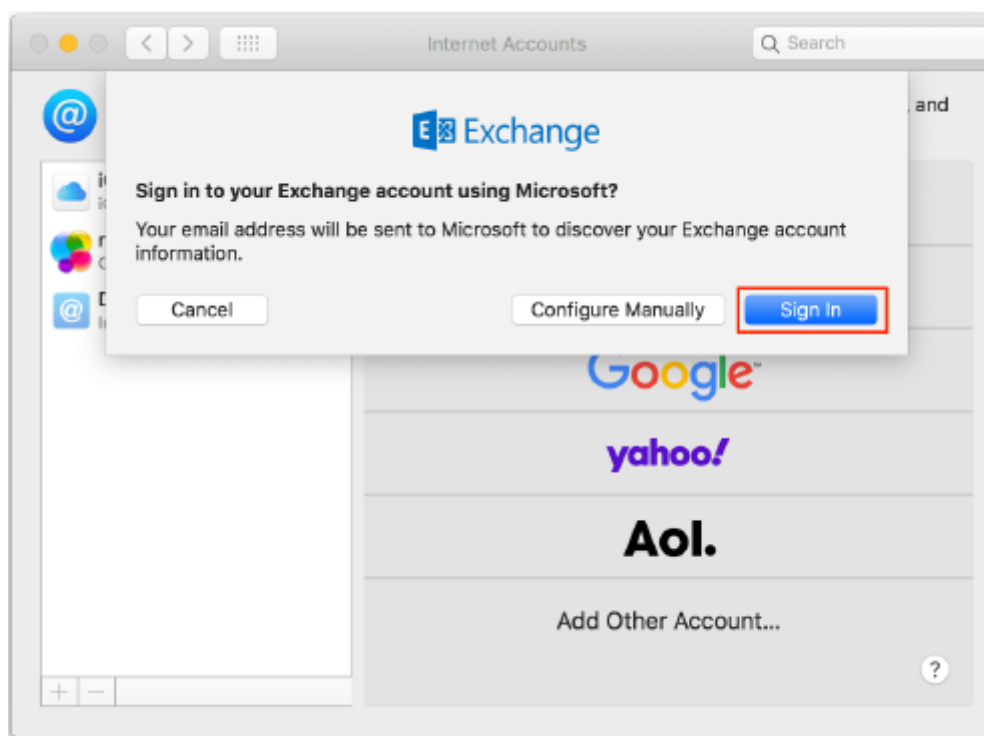 Internet Accounts
Search
@
, and
E Exchange
Sign in to your Exchange account using Microsoft?
Your email address will be sent to Microsoft to discover your Exchange account
information.
Cancel
Configure Manually
Sign In
@
Google
yahoo!
Aol.
Add Other Account...
?